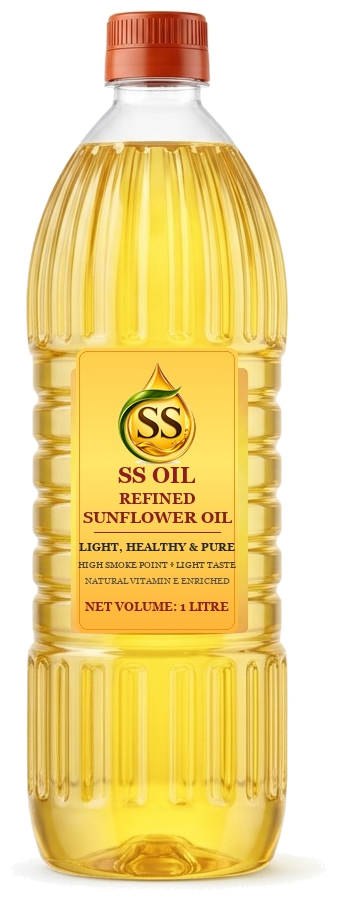 SS
SS OIL
REFINED
SUNFLOWER OIL
LIGHT, HEALTHY & PURE
HIGH SMOKE POINT • LIGHT TASTE
NATURAL VITAMIN E ENRICHED
NET VOLUME: 1 LITRE